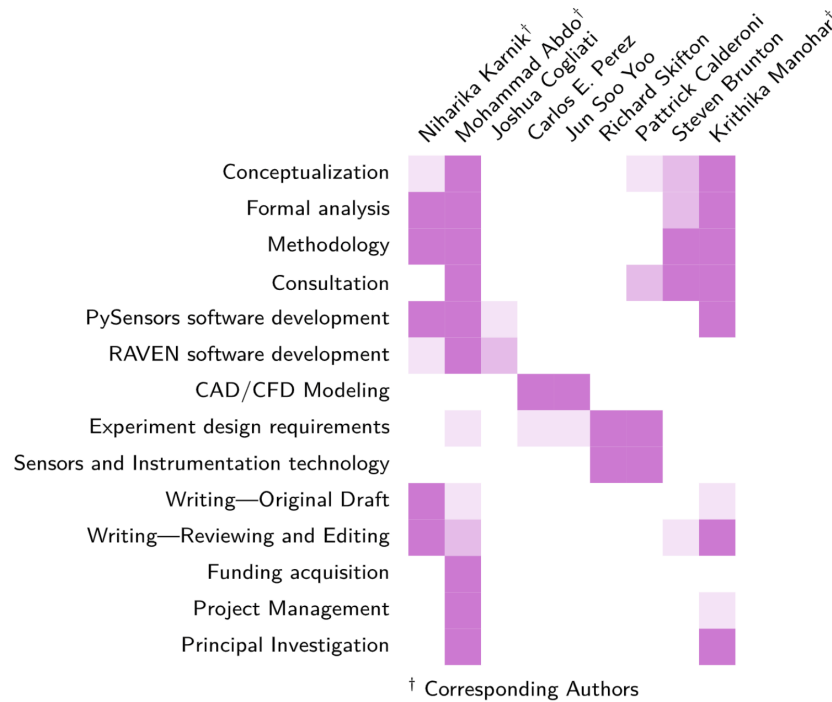 Niharika Karnik†
Mohammad Abdo†
Joshua Cogliati
Carlos E. Perez
Jun Soo Yoo
Richard Skifton
Pattrick Calderoni
Steven Brunton
Krithika Manohar†
Conceptualization
Formal analysis
Methodology
Consultation
PySensors software development
RAVEN software development
CAD/CFD Modeling
Experiment design requirements
Sensors and Instrumentation technology
Writing—Original Draft
Writing—Reviewing and Editing
Funding acquisition
Project Management
Principal Investigation
† Corresponding Authors